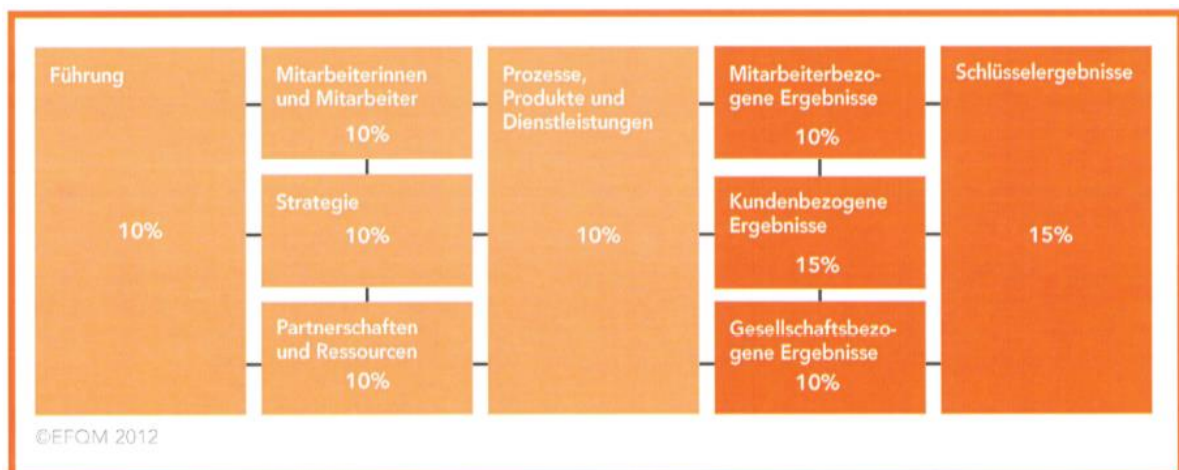 Führung
10%
Mitarbeiterinnen
und Mitarbeiter
10%
Strategie
10%
Partnerschaften
und Ressourcen
10%
Prozesse,
Produkte und
Dienstleistungen
10%
Mitarbeiterbezo-
gene Ergebnisse
10%
Kundenbezogene
Ergebnisse
15%
Gesellschaftsbezo-
gene Ergebnisse
10%
Schlüsselergebnisse
15%
©EFQM 2012